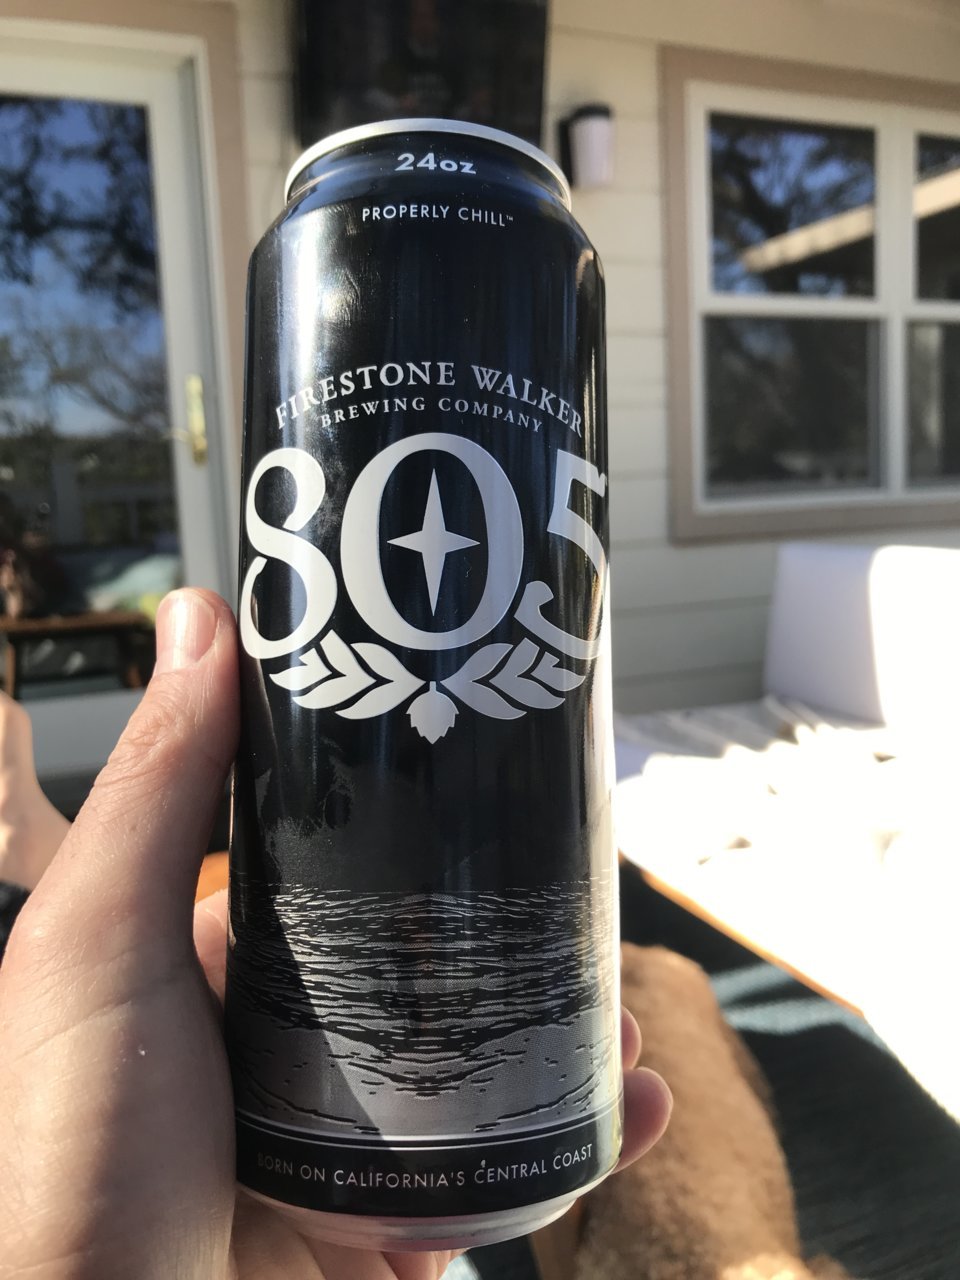 24oz
PROPERLY CHILL™
FIRESTONE WALKER
BREWING COMPANY
805
BORN ON CALIFORNIA'S CENTRAL COAST